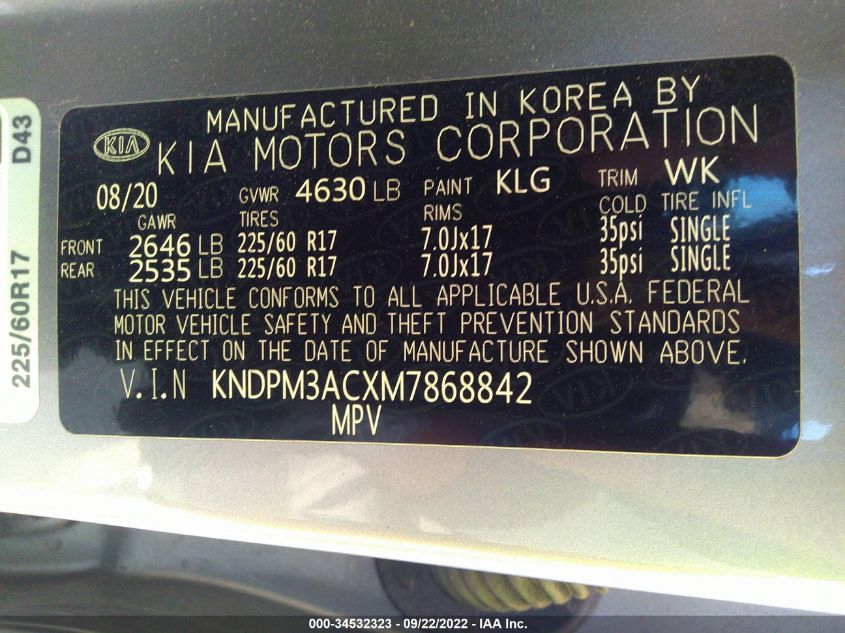 MANUFACTURED IN KOREA BY
KIA KIA MOTORS CORPORATION
08/20 GVWR 4630 LB PAINT KLG TRIM WK
GAWR TIRES RIMS COLD TIRE INFL
FRONT 2646 LB 225/60 R17 7.0Jx17 35psi SINGLE
REAR 2535 LB 225/60 R17 7.0Jx17 35psi SINGLE
THIS VEHICLE CONFORMS TO ALL APPLICABLE U.S.A. FEDERAL
MOTOR VEHICLE SAFETY AND THEFT PREVENTION STANDARDS
IN EFFECT ON THE DATE OF MANUFACTURE SHOWN ABOVE.
V.I.N KNDPM3ACXM7868842
MPV
225/60R17 D43
000-34532323 - 09/22/2022 - IAA Inc.